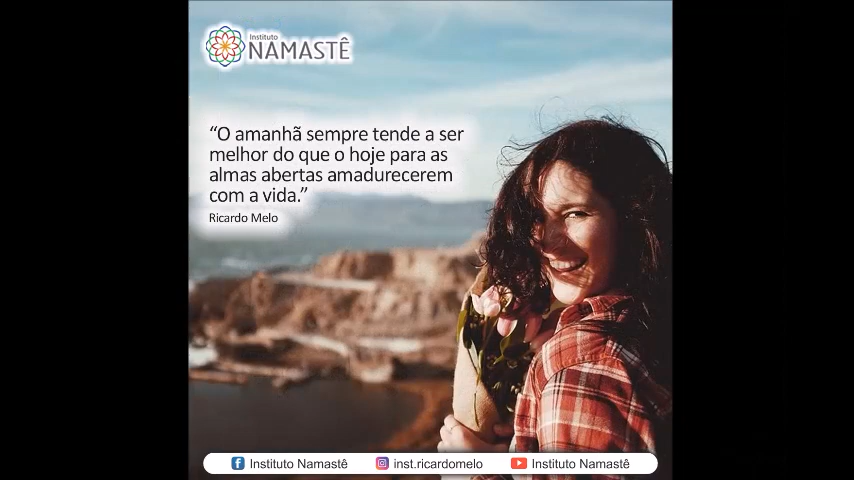 Instituto
NAMASTÊ
“O amanhã sempre tende a ser
melhor do que o hoje para as
almas abertas amadurecerem
com a vida.”
Ricardo Melo
Instituto Namastê inst.ricardomelo Instituto Namastê